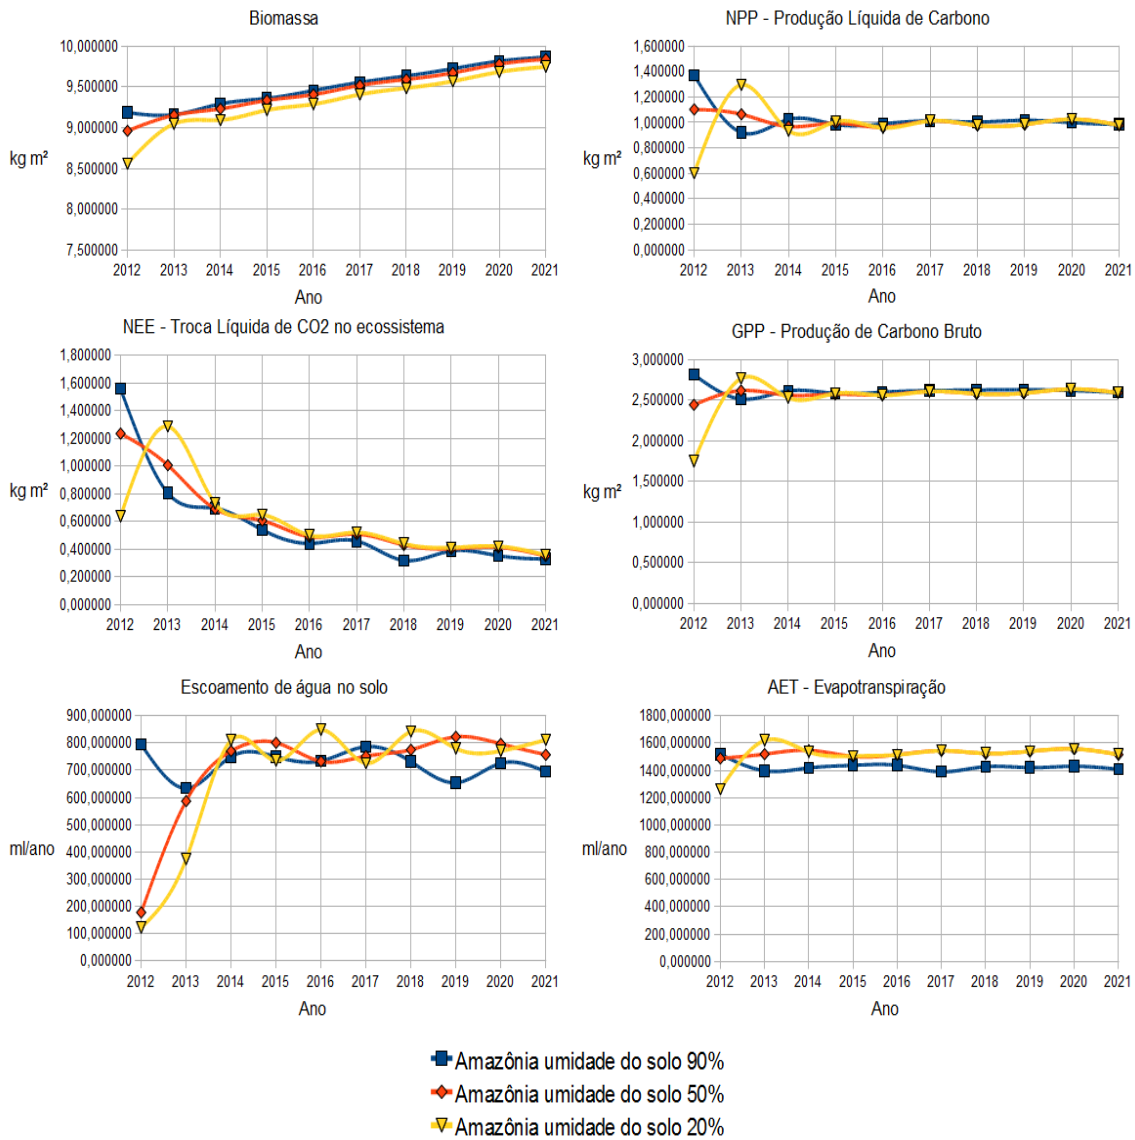 Biomassa
10,000000
9,500000
9,000000
kg m²
8,500000
8,000000
7,500000
2012 2013 2014 2015 2016 2017 2018 2019 2020 2021
Ano
NPP - Produção Líquida de Carbono
1,600000
1,400000
1,200000
1,000000
kg m²
0,800000
0,600000
0,400000
0,200000
0,000000
2012 2013 2014 2015 2016 2017 2018 2019 2020 2021
Ano
NEE - Troca Líquida de CO2 no ecossistema
1,800000
1,600000
1,400000
1,200000
1,000000
kg m²
0,800000
0,600000
0,400000
0,200000
0,000000
2012 2013 2014 2015 2016 2017 2018 2019 2020 2021
Ano
GPP - Produção de Carbono Bruto
3,000000
2,500000
2,000000
1,500000
kg m²
1,000000
0,500000
0,000000
2012 2013 2014 2015 2016 2017 2018 2019 2020 2021
Ano
Escoamento de água no solo
900,000000
800,000000
700,000000
600,000000
500,000000
400,000000
ml/ano
300,000000
200,000000
100,000000
0,000000
2012 2013 2014 2015 2016 2017 2018 2019 2020 2021
Ano
AET - Evapotranspiração
1800,000000
1600,000000
1400,000000
1200,000000
1000,000000
800,000000
ml/ano
600,000000
400,000000
200,000000
0,000000
2012 2013 2014 2015 2016 2017 2018 2019 2020 2021
Ano
Amazônia umidade do solo 90%
Amazônia umidade do solo 50%
Amazônia umidade do solo 20%